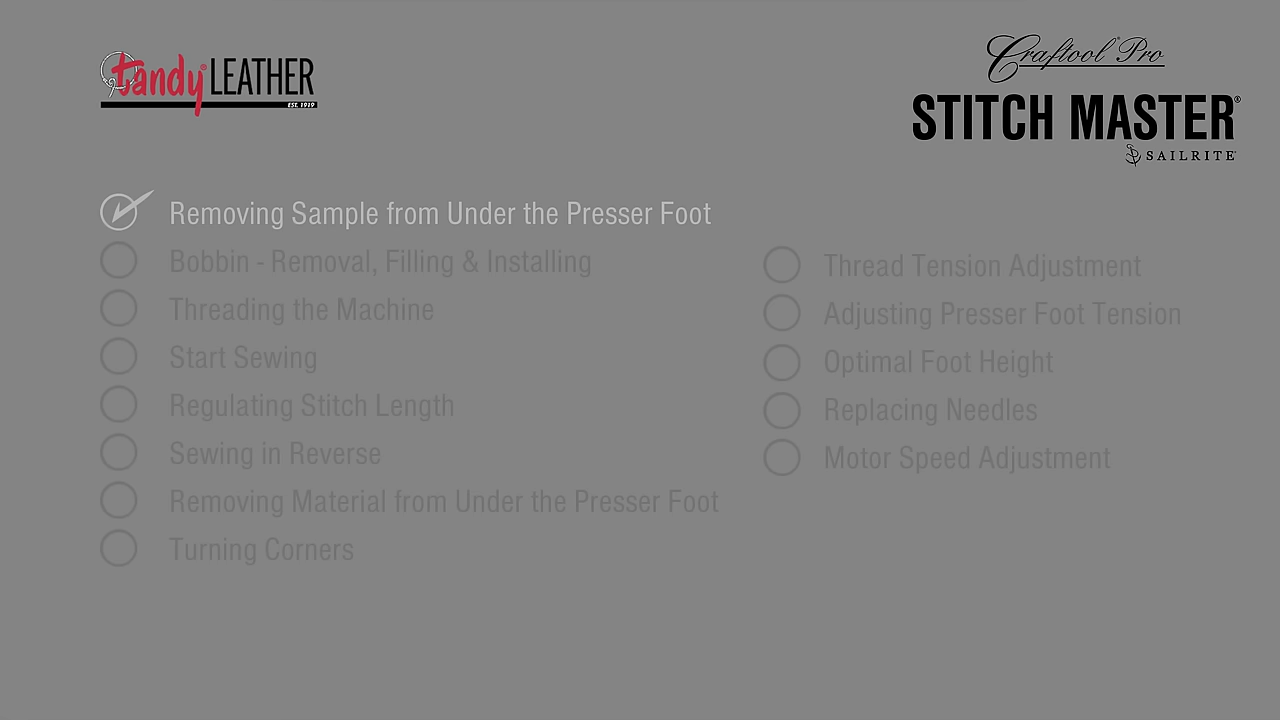 tandy® LEATHER
EST. 1919
Craftool® Pro
STITCH MASTER®
SAILRITE®
Removing Sample from Under the Presser Foot
Bobbin - Removal, Filling & Installing
Threading the Machine
Start Sewing
Regulating Stitch Length
Sewing in Reverse
Removing Material from Under the Presser Foot
Turning Corners
Thread Tension Adjustment
Adjusting Presser Foot Tension
Optimal Foot Height
Replacing Needles
Motor Speed Adjustment